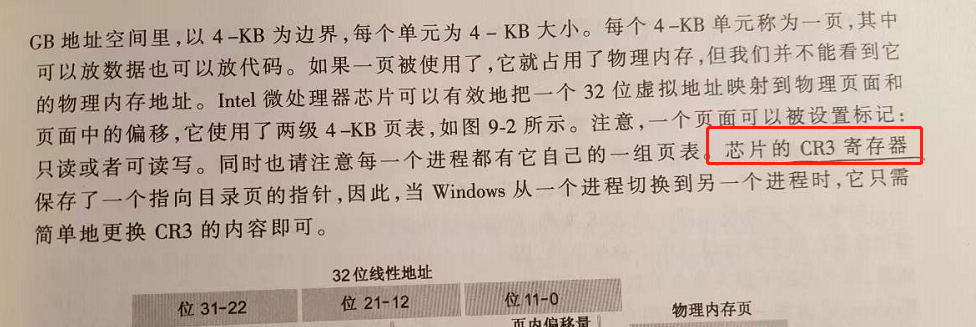 GB 地址空间里,以 4-KB 为边界,每个单元为 4-KB 大小。每个 4-KB 单元称为一页,其中
可以放数据也可以放代码。如果一页被使用了,它就占用了物理内存,但我们并不能看到它
的物理内存地址。Intel 微处理器芯片可以有效地把一个 32 位虚拟地址映射到物理页面和
页面中的偏移,它使用了两级 4-KB 页表,如图 9-2 所示。注意,一个页面可以被设置标记:
只读或者可读写。同时也请注意每一个进程都有它自己的一组页表。芯片的 CR3 寄存器
保存了一个指向目录页的指针,因此,当 Windows 从一个进程切换到另一个进程时,它只需
简单地更换 CR3 的内容即可。
32位线性地址
位 31-22 位 21-12 位 11-0
物理内存页
页内偏移量